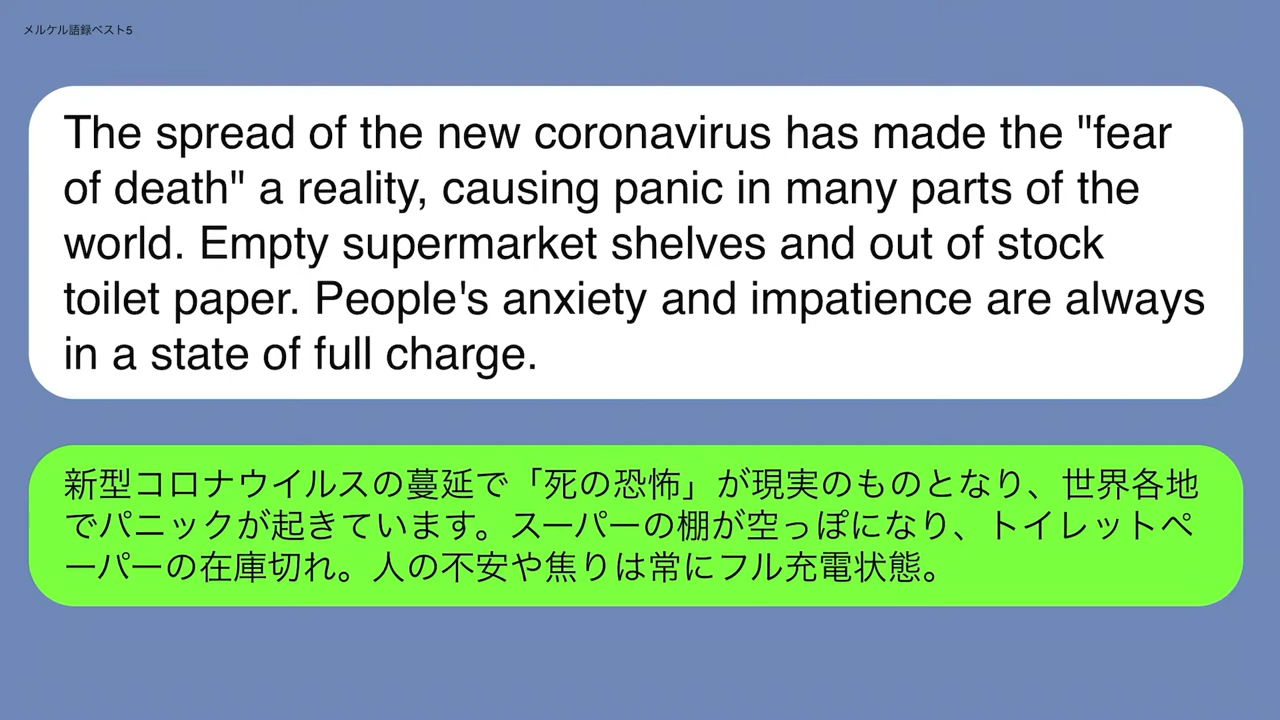 メルケル語録ベスト5
The spread of the new coronavirus has made the "fear
of death" a reality, causing panic in many parts of the
world. Empty supermarket shelves and out of stock
toilet paper. People's anxiety and impatience are always
in a state of full charge.
新型コロナウイルスの蔓延で「死の恐怖」が現実のものとなり、世界各地
でパニックが起きています。スーパーの棚が空っぽになり、トイレットペ
ーパーの在庫切れ。人の不安や焦りは常にフル充電状態。